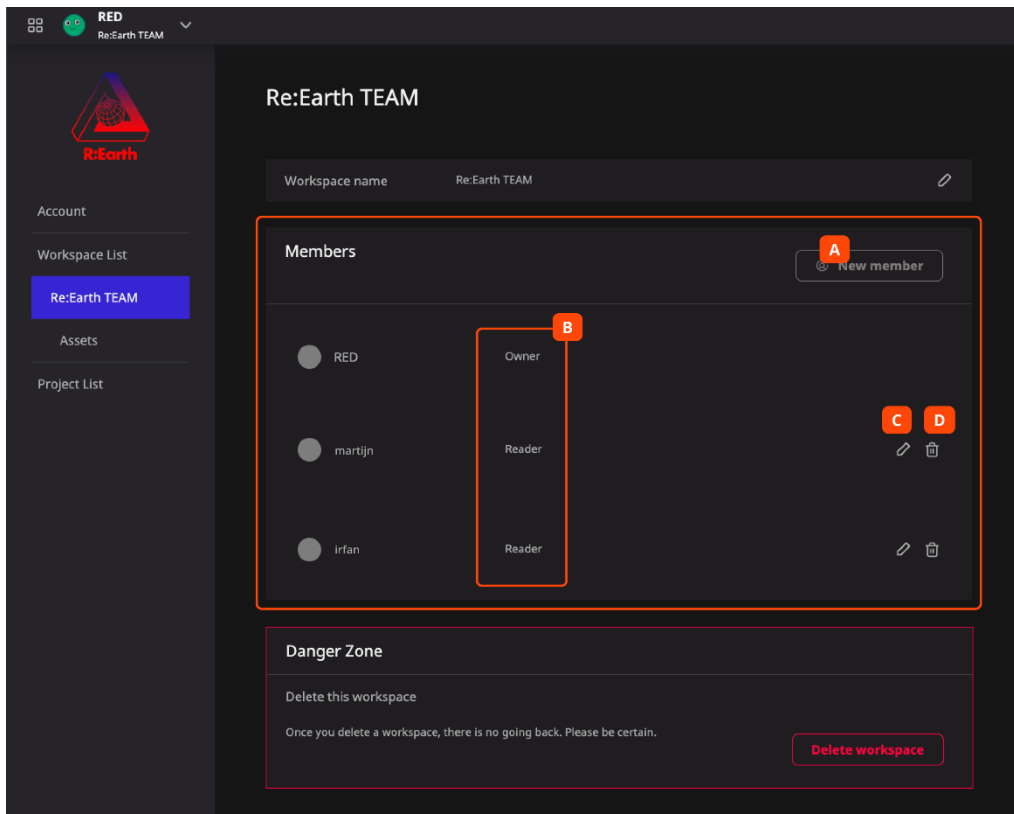 RED
Re:Earth TEAM
R:Earth
Account
Workspace List
Re:Earth TEAM
Assets
Project List
Re:Earth TEAM
Workspace name Re:Earth TEAM
Members
A
New member
B
RED Owner
C D
martijn Reader
irfan Reader
Danger Zone
Delete this workspace
Once you delete a workspace, there is no going back. Please be certain.
Delete workspace